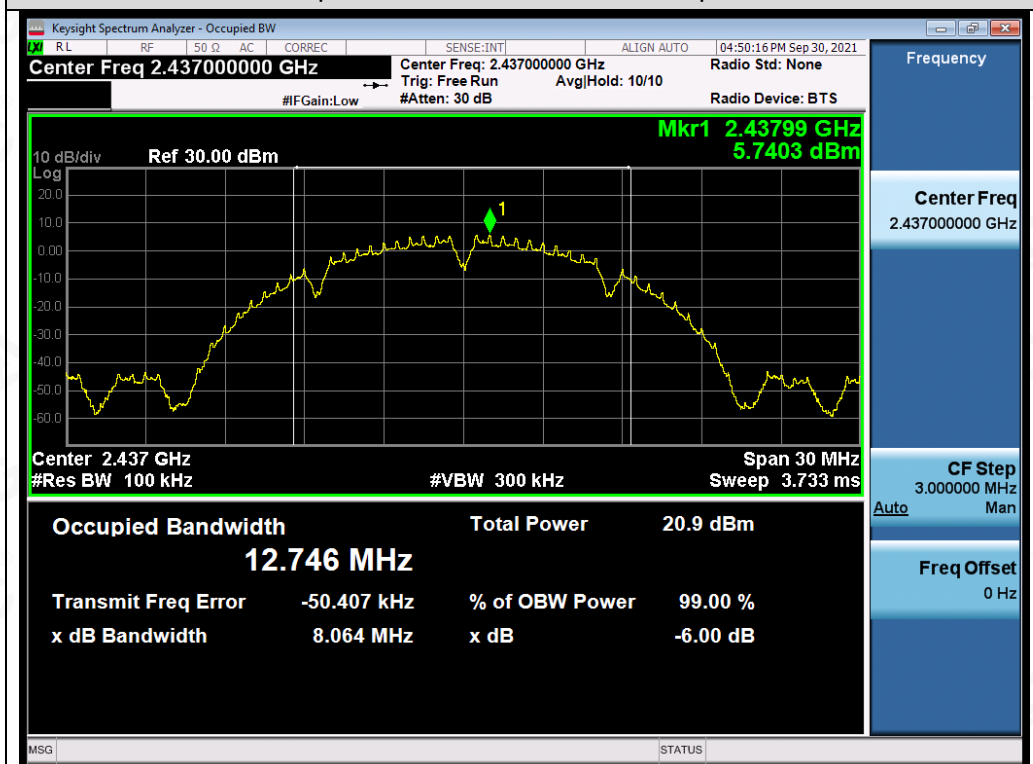 Keysight Spectrum Analyzer - Occupied BW
LXI RL RF 50 Ω AC CORREC SENSE:INT ALIGN AUTO 04:50:16 PM Sep 30, 2021
Center Freq 2.437000000 GHz Center Freq: 2.437000000 GHz Radio Std: None
Trig: Free Run Avg|Hold: 10/10
#IFGain:Low #Atten: 30 dB Radio Device: BTS
Mkr1 2.43799 GHz
5.7403 dBm
10 dB/div Ref 30.00 dBm
Log
20.0
10.0
0.00
-10.0
-20.0
-30.0
-40.0
-50.0
-60.0
1
Center 2.437 GHz Span 30 MHz
#Res BW 100 kHz #VBW 300 kHz Sweep 3.733 ms
Occupied Bandwidth Total Power 20.9 dBm
12.746 MHz
Transmit Freq Error -50.407 kHz % of OBW Power 99.00 %
x dB Bandwidth 8.064 MHz x dB -6.00 dB
MSG STATUS
Frequency
Center Freq
2.437000000 GHz
CF Step
3.000000 MHz
Auto Man
Freq Offset
0 Hz